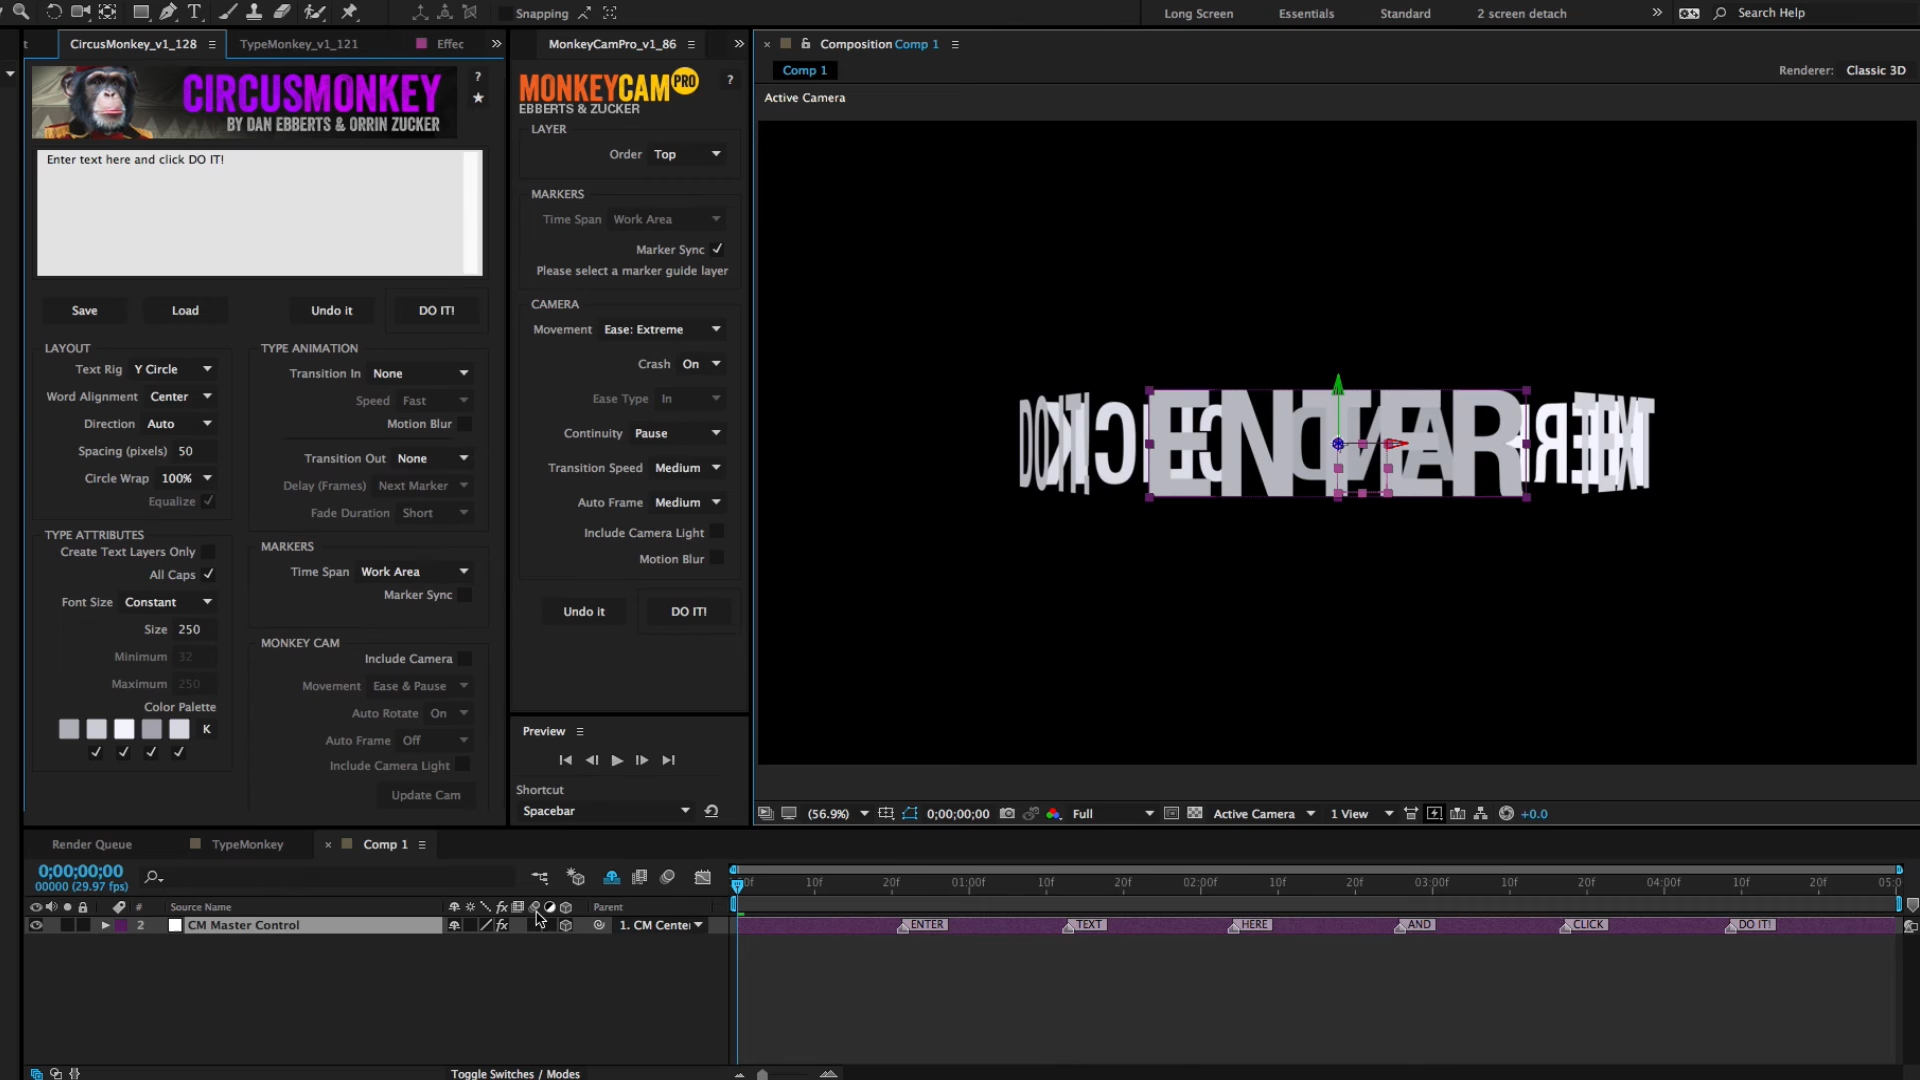 T
Snapping
Long Screen
Essentials
Standard
2 screen detach
Search Help
CircusMonkey_v1_128
TypeMonkey_v1_121
Effec
CIRCUSMONKEY
BY DAN EBBERTS & ORRIN ZUCKER
?
Enter text here and click DO IT!
Save
Load
Undo it
DO IT!
LAYOUT
Text Rig Y Circle
Word Alignment Center
Direction Auto
Spacing (pixels) 50
Circle Wrap 100%
Equalize
TYPE ATTRIBUTES
Create Text Layers Only
All Caps
Font Size Constant
Size 250
Minimum 32
Maximum 250
Color Palette
K
TYPE ANIMATION
Transition In None
Speed Fast
Motion Blur
Transition Out None
Delay (Frames) Next Marker
Fade Duration Short
MARKERS
Time Span Work Area
Marker Sync
MONKEY CAM
Include Camera
Movement Ease & Pause
Auto Rotate On
Auto Frame Off
Include Camera Light
Update Cam
MonkeyCamPro_v1_86
MONKEYCAM PRO
EBBERTS & ZUCKER
?
LAYER
Order Top
MARKERS
Time Span Work Area
Marker Sync
Please select a marker guide layer
CAMERA
Movement Ease: Extreme
Crash On
Ease Type In
Continuity Pause
Transition Speed Medium
Auto Frame Medium
Include Camera Light
Motion Blur
Undo it
DO IT!
Preview
Shortcut
Spacebar
Composition Comp 1
Comp 1
Renderer: Classic 3D
Active Camera
DO IT! CLICK ENTER AND HERE TEXT
(56.9%)
0;00;00;00
Full
Active Camera
1 View
+0.0
Render Queue
TypeMonkey
Comp 1
0;00;00;00
00000 (29.97 fps)
# Source Name
fx
Parent
2 CM Master Control
fx
1. CM Cente
0f 10f 20f 01:00f 10f 20f 02:00f 10f 20f 03:00f 10f 20f 04:00f 10f 20f 05:0
ENTER TEXT HERE AND CLICK DO IT!
Toggle Switches / Modes